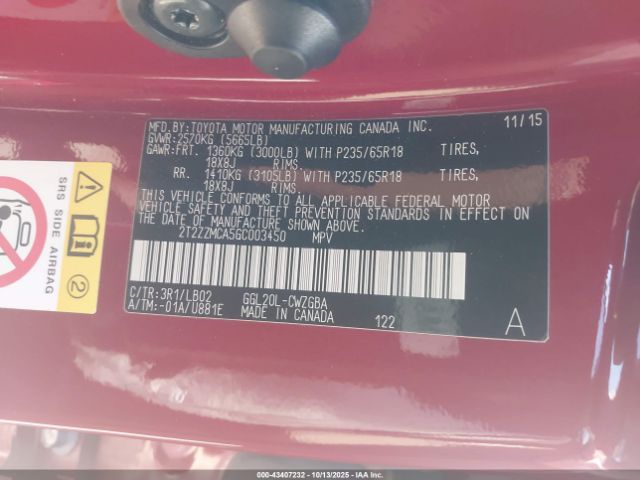 MFD.BY:TOYOTA MOTOR MANUFACTURING CANADA INC. 11/15
GVWR:2570KG (5665LB)
GAWR:FRT. 1360KG (3000LB) WITH P235/65R18 TIRES,
18X8J RIMS,
RR. 1410KG (3105LB) WITH P235/65R18 TIRES,
18X8J RIMS.
THIS VEHICLE CONFORMS TO ALL APPLICABLE FEDERAL MOTOR
VEHICLE SAFETY AND THEFT PREVENTION STANDARDS IN EFFECT ON
THE DATE OF MANUFACTURE SHOWN ABOVE.
2T2ZZMCA5GC003450 MPV
C/TR:3R1/LB02 GGL20L-CWZGBA
A/TM:-01A/U881E MADE IN CANADA 122 A
SRS SIDE AIRBAG
2
000-43407232 - 10/13/2025 - IAAI.COM